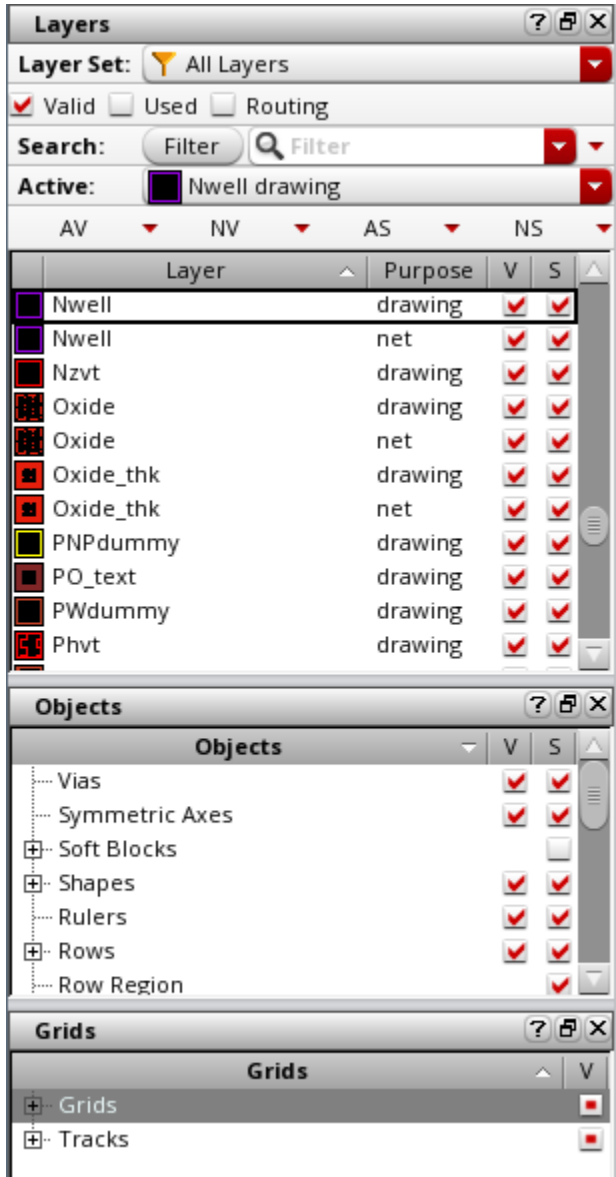 Layers
Layer Set: All Layers
Valid Used Routing
Search: Filter Filter
Active: Nwell drawing
AV NV AS NS
Layer Purpose V S
Nwell drawing
Nwell net
Nzvt drawing
Oxide drawing
Oxide net
Oxide_thk drawing
Oxide_thk net
PNPdummy drawing
PO_text drawing
PWdummy drawing
Phvt drawing
Objects
Objects V S
Vias
Symmetric Axes
Soft Blocks
Shapes
Rulers
Rows
Row Region
Grids
Grids V
Grids
Tracks